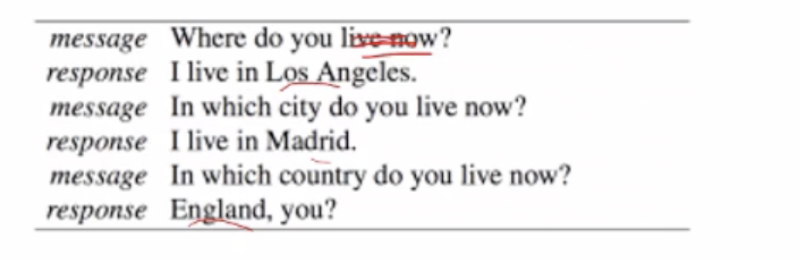 message Where do you live now?
response I live in Los Angeles.
message In which city do you live now?
response I live in Madrid.
message In which country do you live now?
response England, you?